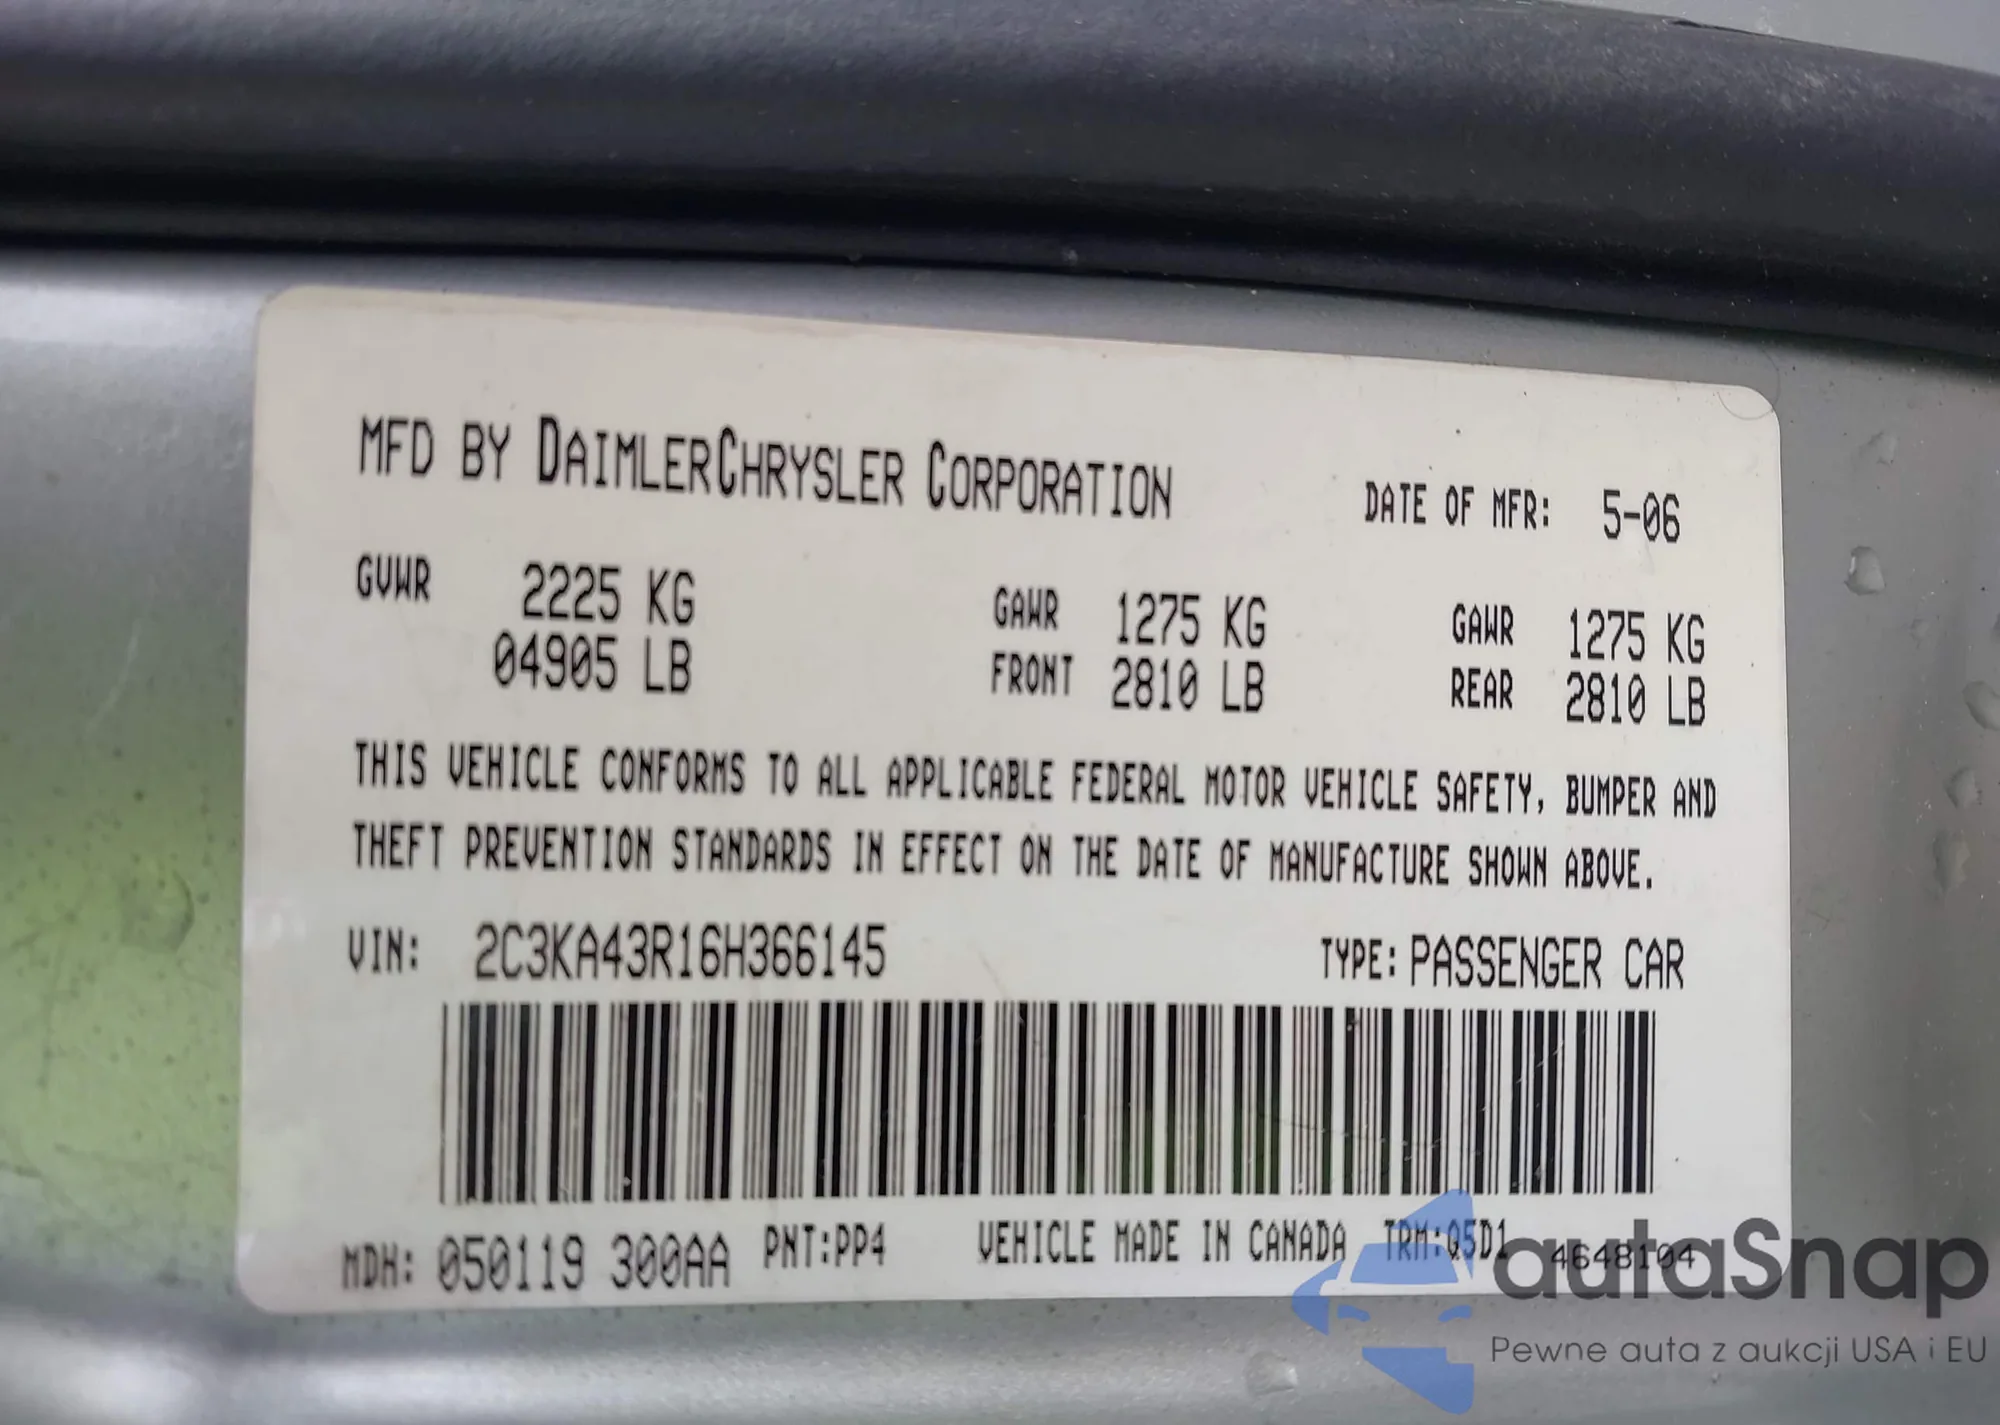 MFD BY DAIMLERCHRYSLER CORPORATION DATE OF MFR: 5-06
GVWR 2225 KG GAWR 1275 KG GAWR 1275 KG
04905 LB FRONT 2810 LB REAR 2810 LB
THIS VEHICLE CONFORMS TO ALL APPLICABLE FEDERAL MOTOR VEHICLE SAFETY, BUMPER AND
THEFT PREVENTION STANDARDS IN EFFECT ON THE DATE OF MANUFACTURE SHOWN ABOVE.
VIN: 2C3KA43R16H366145 TYPE: PASSENGER CAR
MDH: 050119 300AA PNT:PP4 VEHICLE MADE IN CANADA TRM:Q5D1 4648104
autaSnap
Pewne auta z aukcji USA i EU